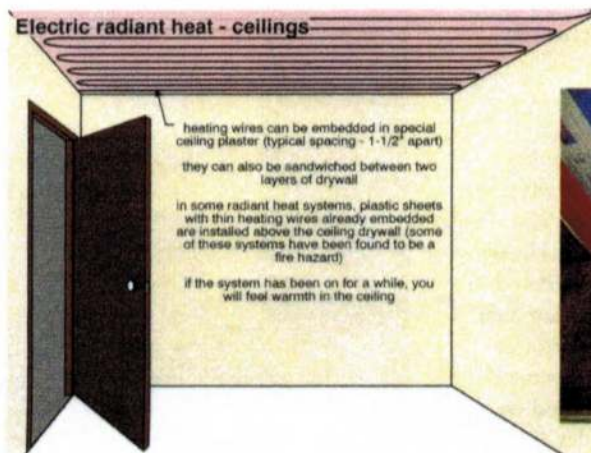 Electric radiant heat - ceilings
heating wires can be embedded in special
ceiling plaster (typical spacing - 1-1/2" apart)
they can also be sandwiched between two
layers of drywall
in some radiant heat systems, plastic sheets
with thin heating wires already embedded
are installed above the ceiling drywall (some
of these systems have been found to be a
fire hazard)
if the system has been on for a while, you
will feel warmth in the ceiling